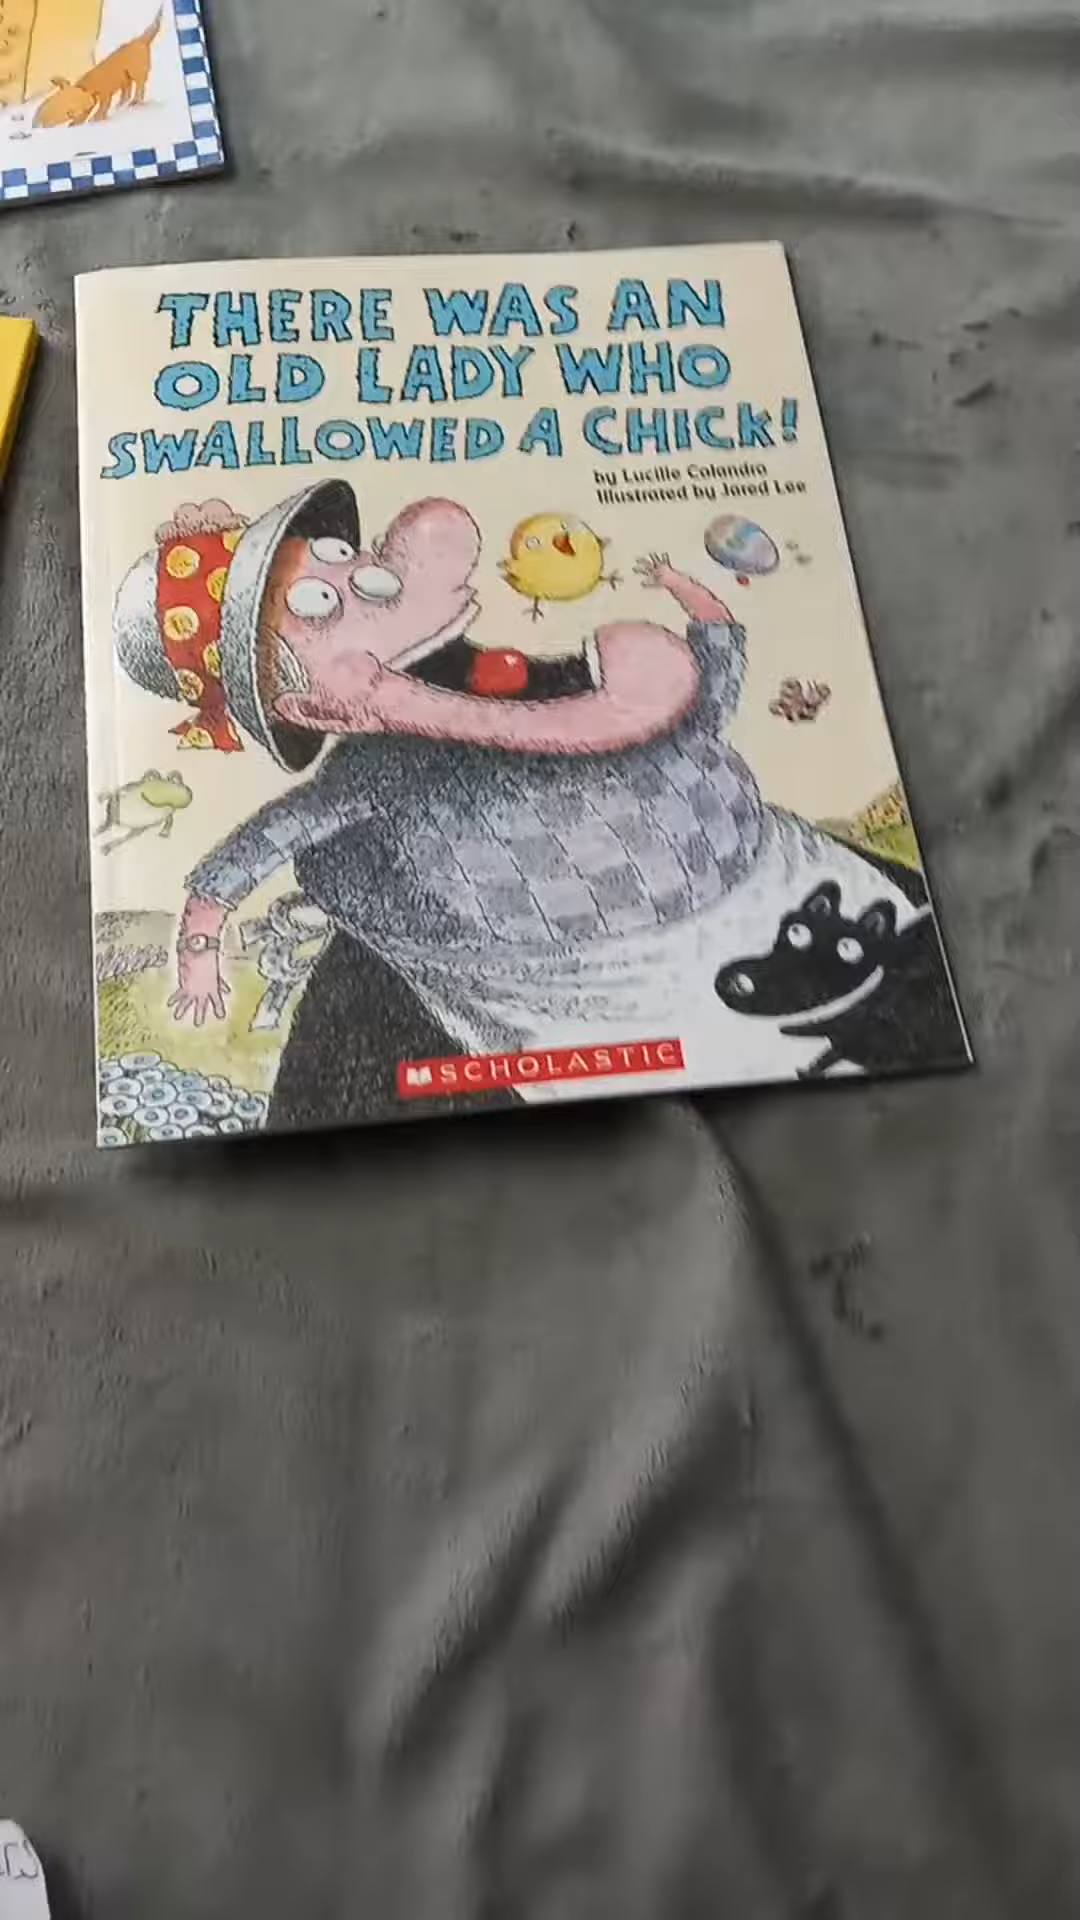 THERE WAS AN
OLD LADY WHO
SWALLOWED A CHICK!
by Lucille Colandro
Illustrated by Jared Lee
SCHOLASTIC